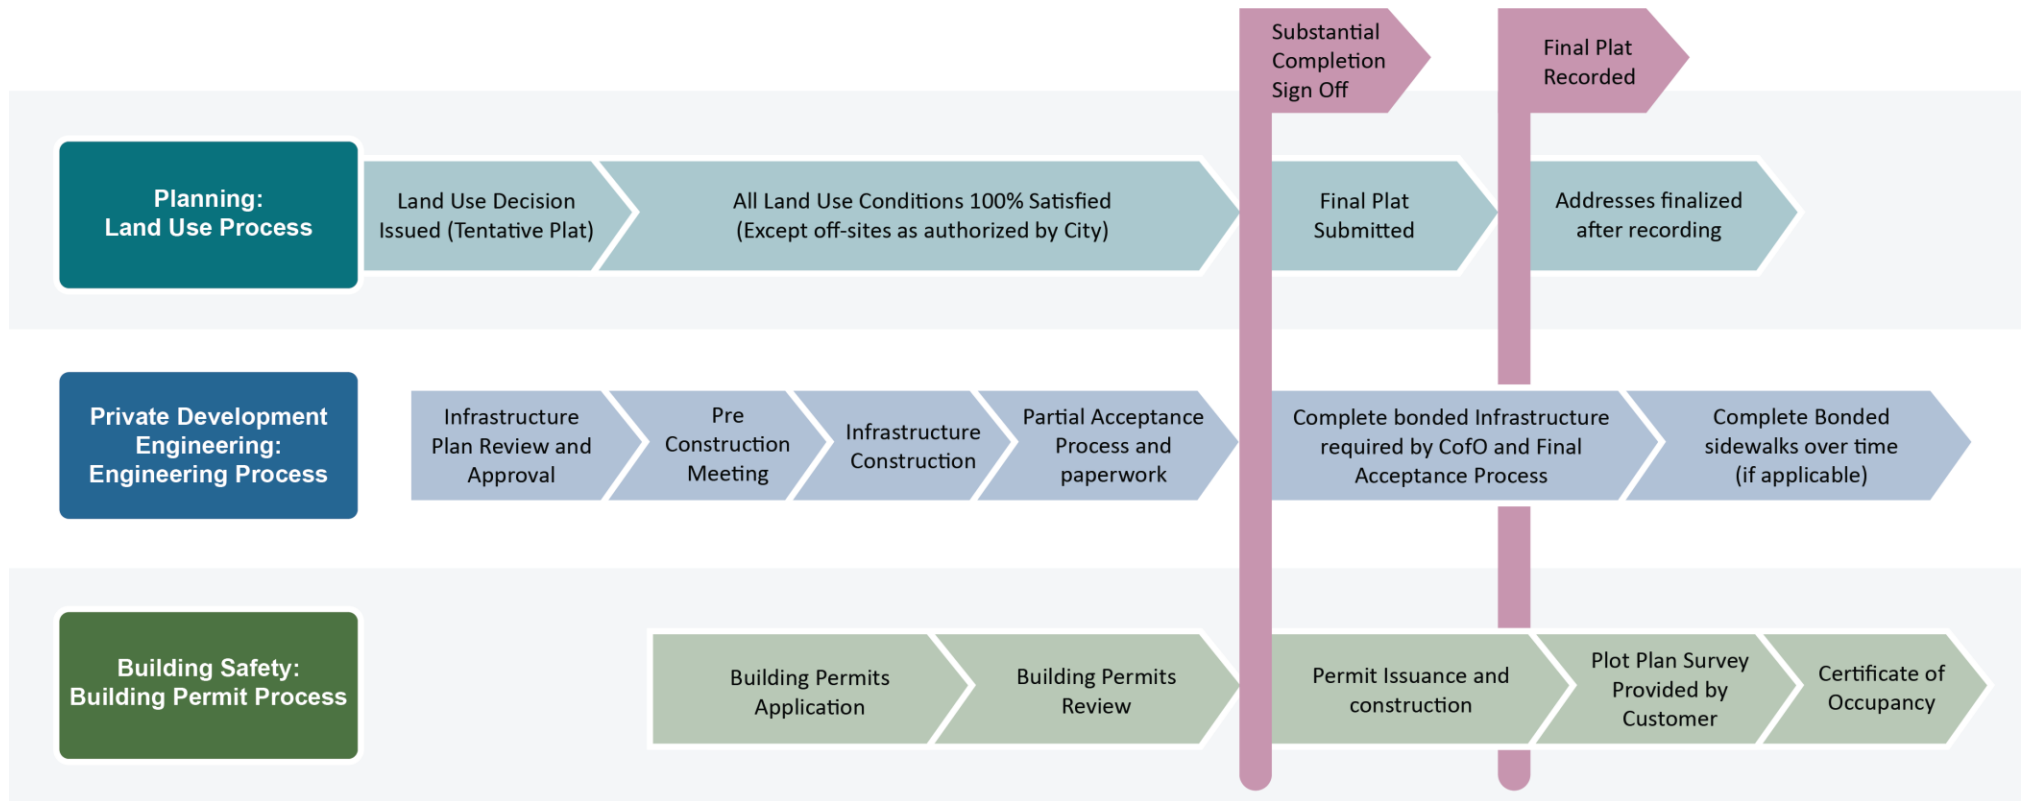 Substantial
Completion
Sign Off
Final Plat
Recorded
Planning:
Land Use Process
Land Use Decision
Issued (Tentative Plat)
All Land Use Conditions 100% Satisfied
(Except off-sites as authorized by City)
Final Plat
Submitted
Addresses finalized
after recording
Private Development
Engineering:
Engineering Process
Infrastructure
Plan Review and
Approval
Pre
Construction
Meeting
Infrastructure
Construction
Partial Acceptance
Process and
paperwork
Complete bonded Infrastructure
required by CofO and Final
Acceptance Process
Complete Bonded
sidewalks over time
(if applicable)
Building Safety:
Building Permit Process
Building Permits
Application
Building Permits
Review
Permit Issuance and
construction
Plot Plan Survey
Provided by
Customer
Certificate of
Occupancy